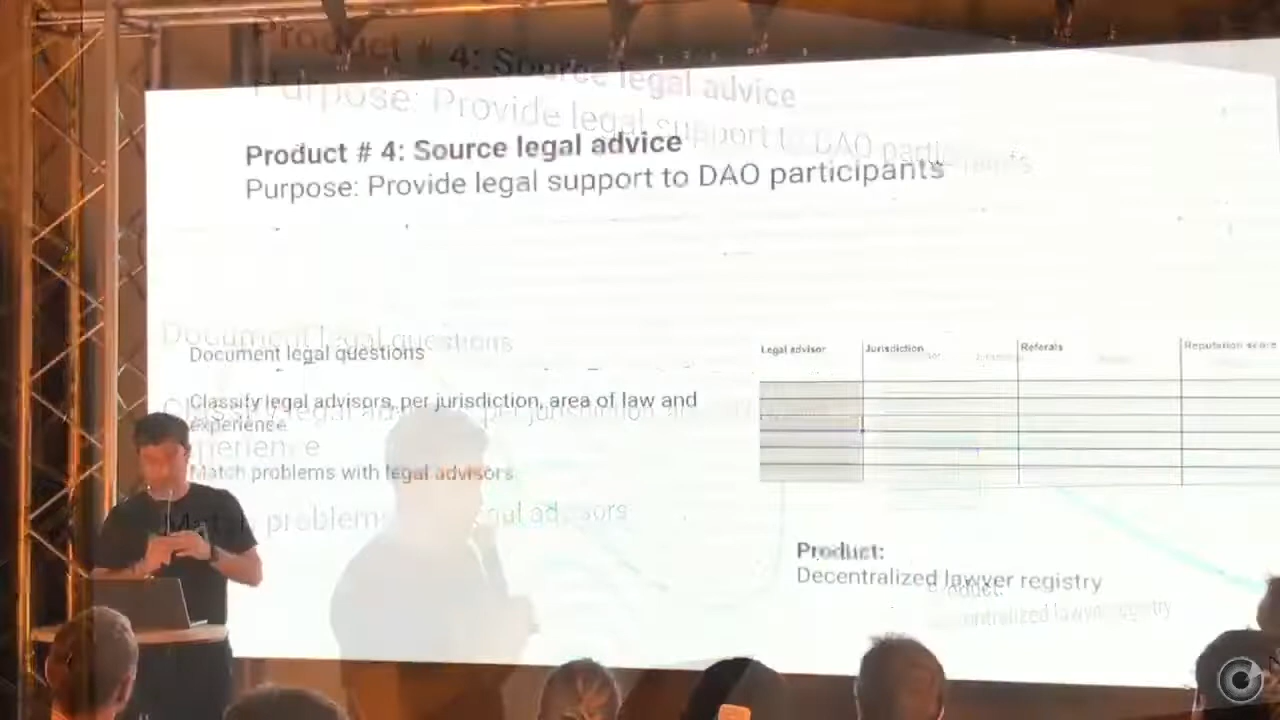 Product # 4: Source legal advice
Purpose: Provide legal support to DAO participants
Document legal questions
Classify legal advisors, per jurisdiction, area of law and
experience
Match problems with legal advisors
Legal advisor Jurisdiction Referals Reputation score
Product:
Decentralized lawyer registry